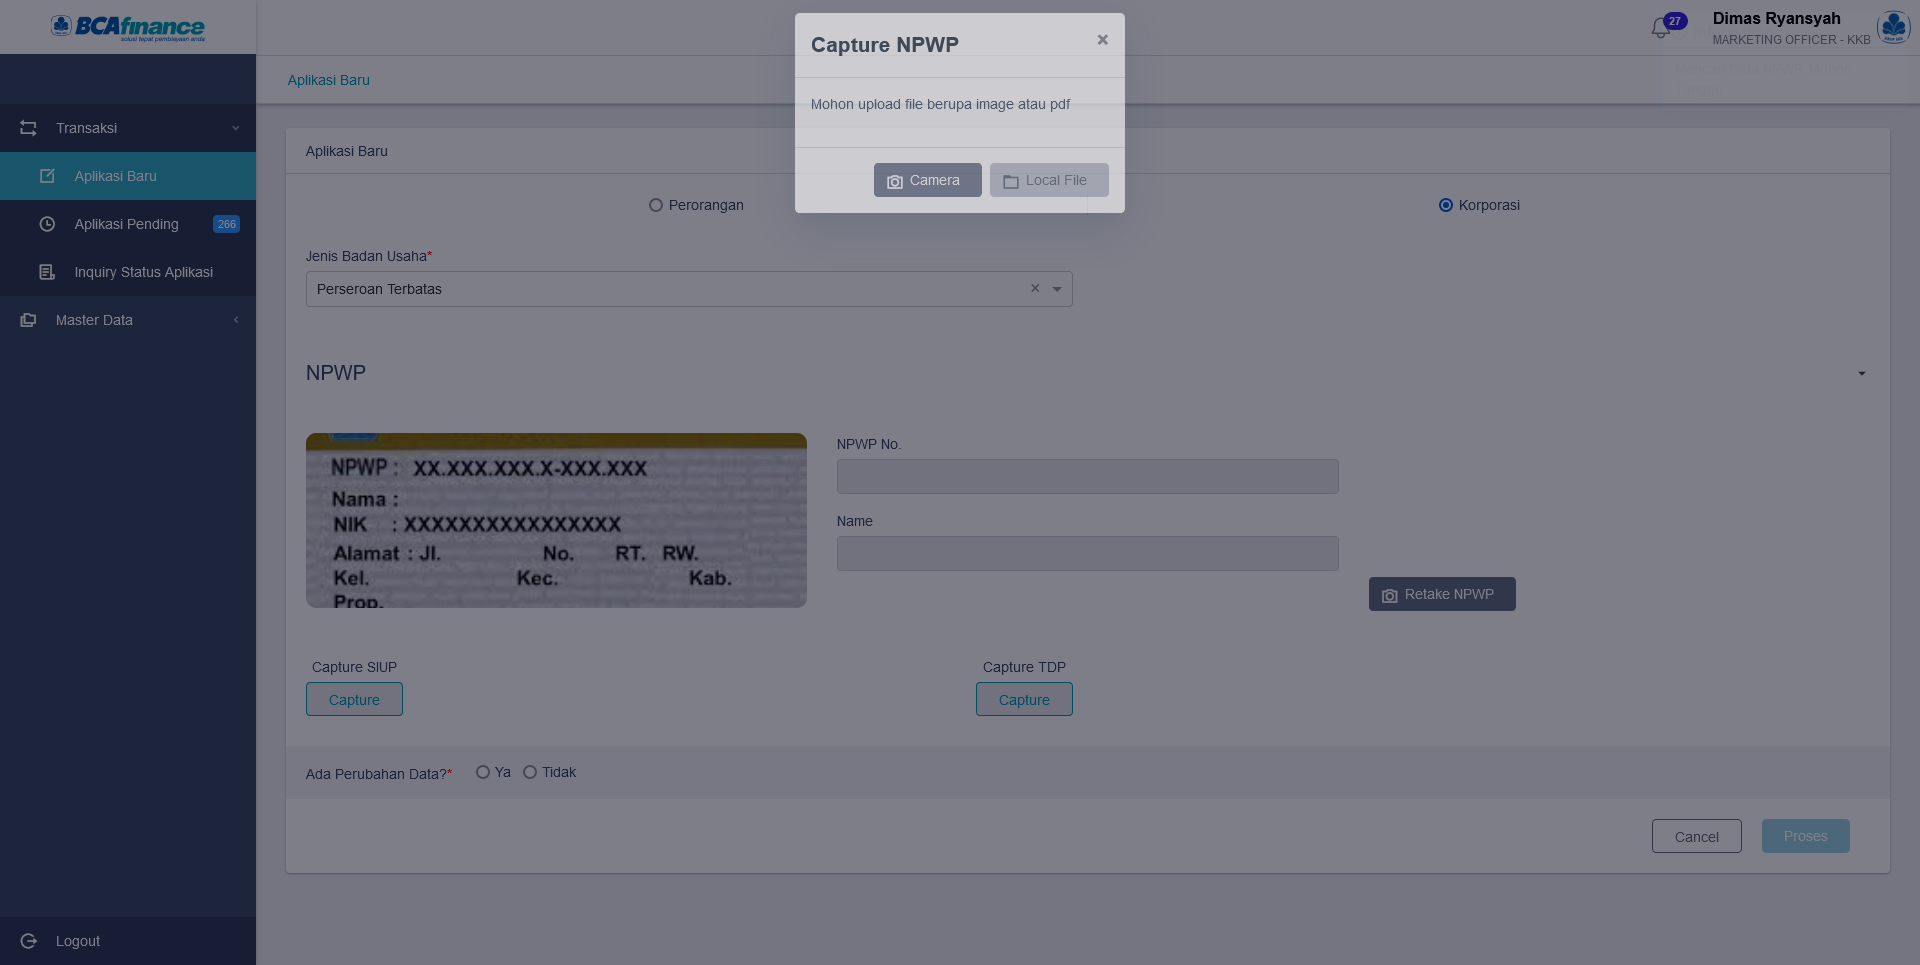 BCAfinance
solusi tepat pembiayaan anda
Transaksi
Aplikasi Baru
Aplikasi Pending
266
Inquiry Status Aplikasi
Master Data
Logout
27
Dimas Ryansyah
MARKETING OFFICER - KKB
Aplikasi Baru
Capture NPWP
×
Mohon upload file berupa image atau pdf
Camera
Local File
Aplikasi Baru
Perorangan
Korporasi
Jenis Badan Usaha*
Perseroan Terbatas
×
NPWP
NPWP : XX.XXX.XXX.X-XXX.XXX
Nama :
NIK : XXXXXXXXXXXXXXXX
Alamat : Jl. No. RT. RW.
Kel. Kec. Kab.
Prop.
NPWP No.
Name
Retake NPWP
Capture SIUP
Capture
Capture TDP
Capture
Ada Perubahan Data?*
Ya
Tidak
Cancel
Proses